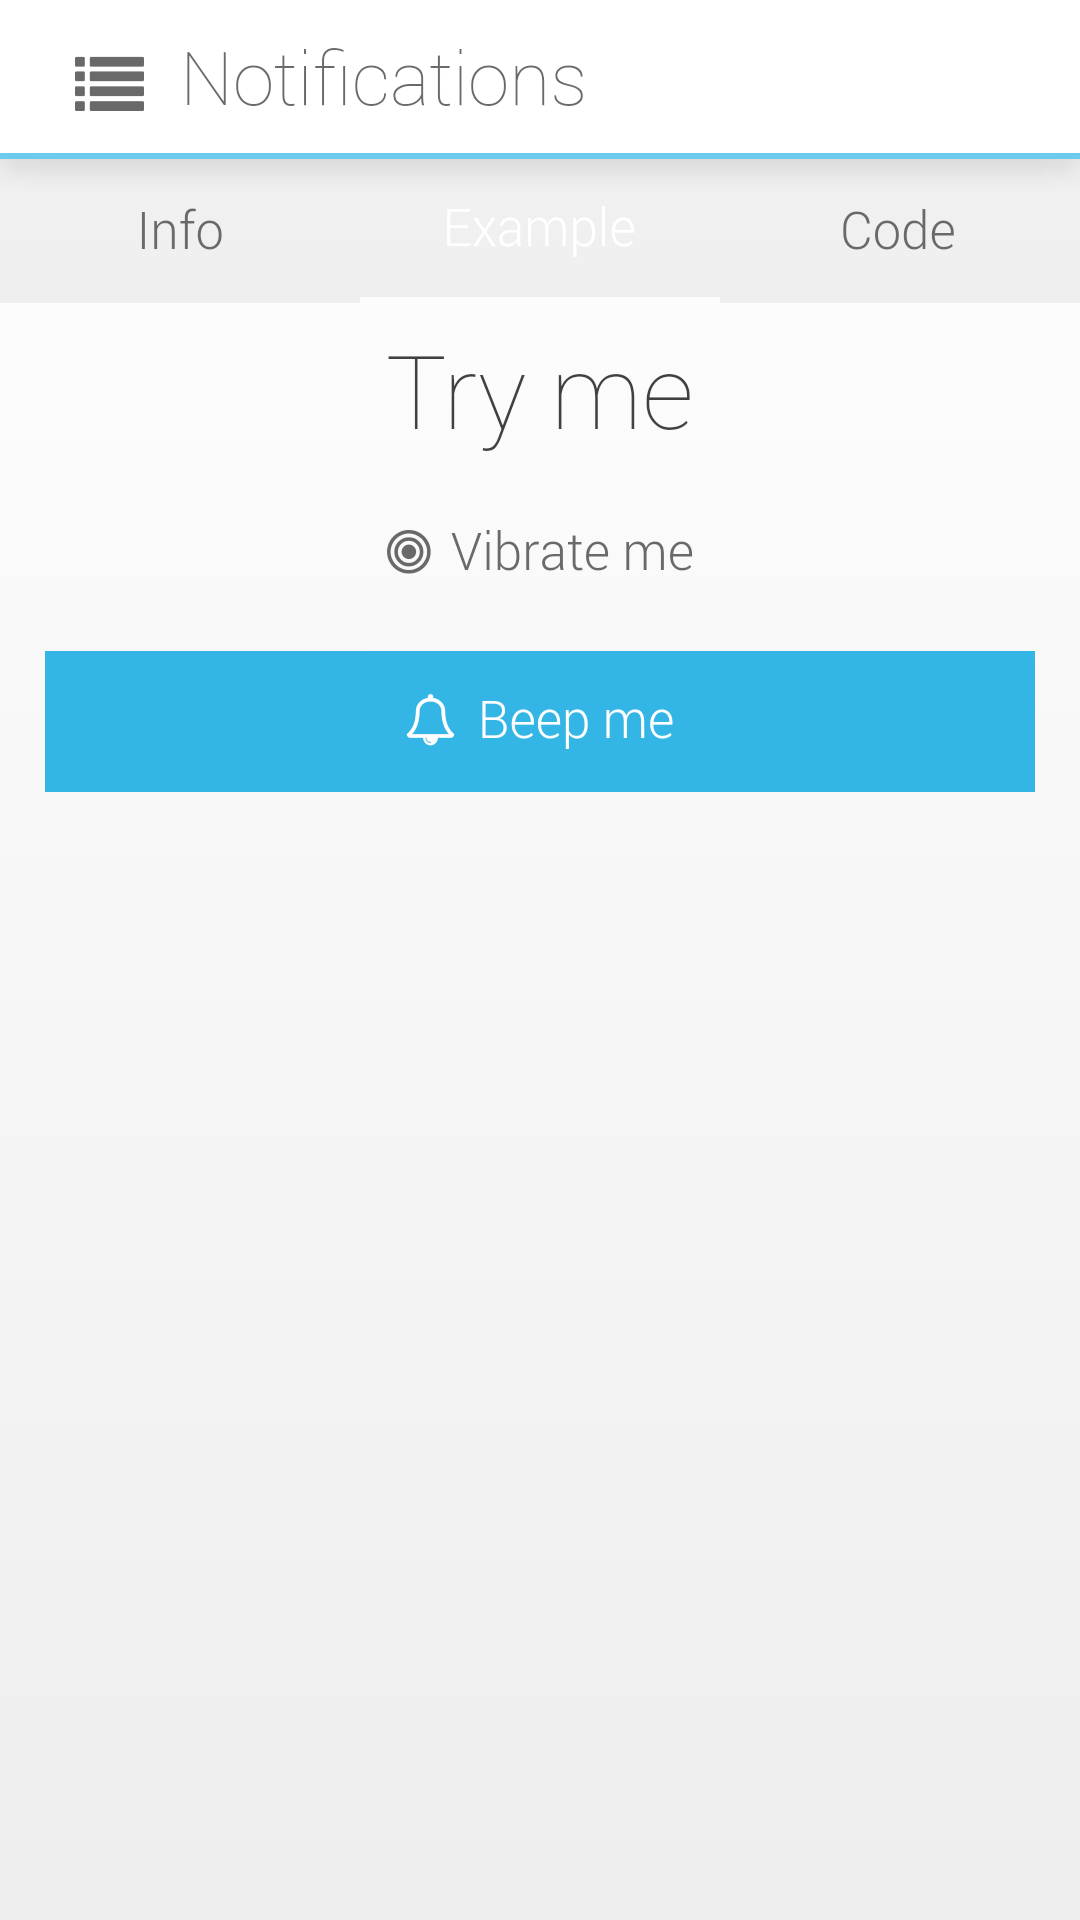 Notifications
Info Example Code
Try me
Vibrate me
Beep me